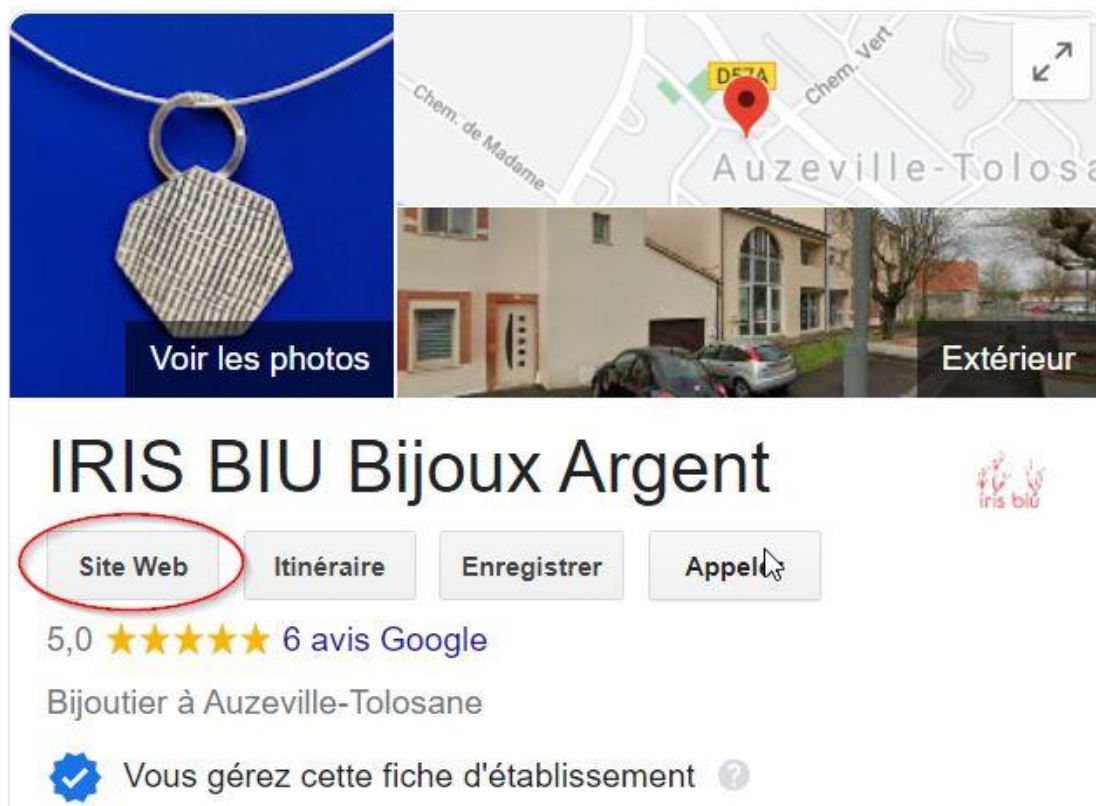 D57A
Chem. Vert
Chem. de Madame
Auzeville-Tolosa
Voir les photos
Extérieur
IRIS BIU Bijoux Argent
iris biu
Site Web
Itinéraire
Enregistrer
Appeler
5,0
6 avis Google
Bijoutier à Auzeville-Tolosane
Vous gérez cette fiche d'établissement
?